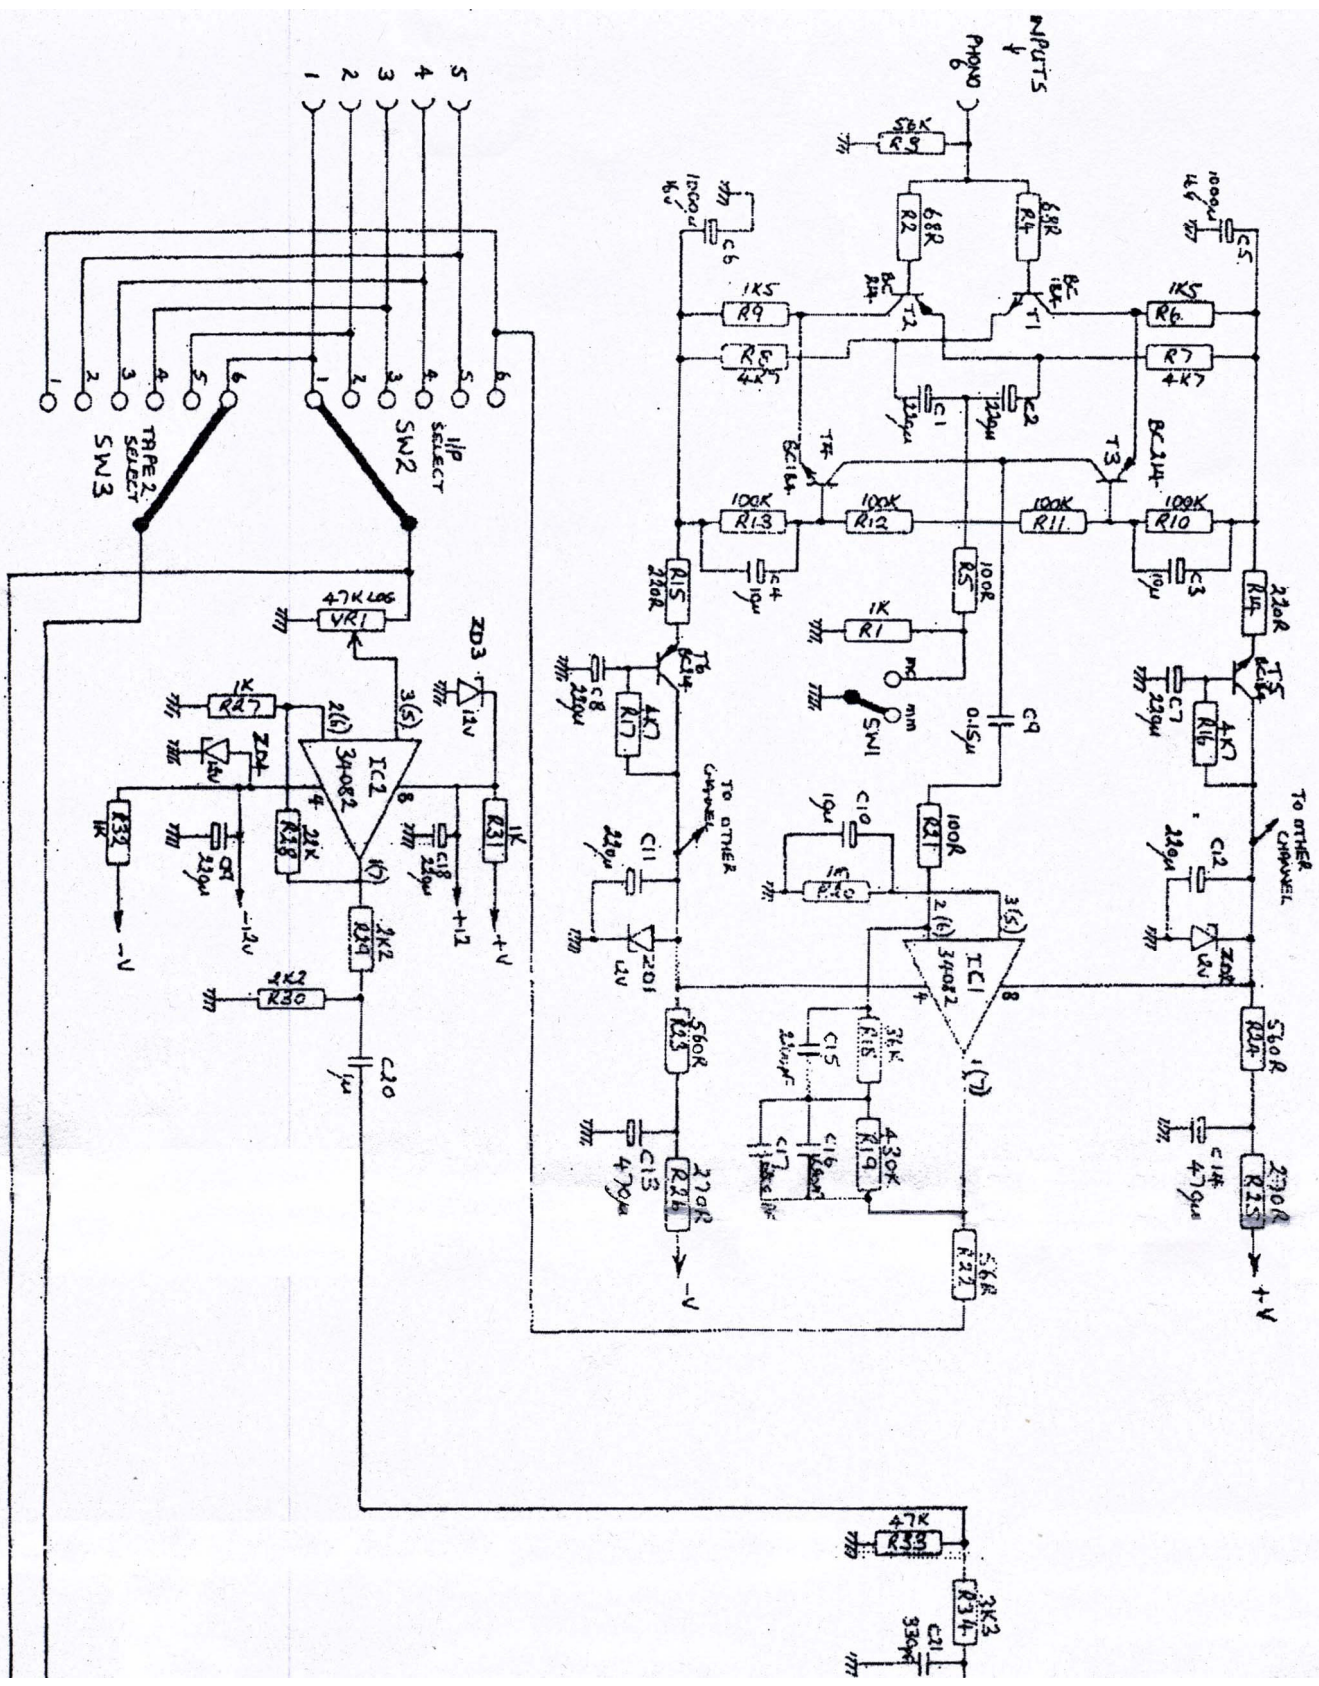 INPUTS
PHONO
56K
R3
68R
R4
68R
R2
1000µ
16V
C5
1000µ
16V
C6
BC
184
T1
BC
214
T2
1K5
R6
1K5
R9
4K7
R7
R8
4K7
C1
220µ
C2
220µ
T3
BC214
T4
BC184
100K
R10
100K
R11
100K
R12
100K
R13
C3
10µ
C4
10µ
100R
R5
1K
R1
MC
MM
SW1
220R
R14
R15
220R
T5
BC184
T6
BC214
C7
220µ
4K7
R16
C8
220µ
4K7
R17
C9
0.15µ
TO OTHER
CHANNEL
TO OTHER
CHANNEL
C10
10µ
100R
R21
1K
R20
C11
220µ
C12
220µ
ZD1
12V
12V
2(6)
3(5)
IC1
34082
4
8
1(7)
560R
R23
560R
R24
36K
R18
C15
430K
R19
C16
C17
C13
470µ
C14
470µ
270R
R26
270R
R25
-V
+V
56R
R22
1
2
3
4
5
1
2
3
4
5
6
TAPE 2
SELECT
SW3
1
2
3
4
5
6
I/P
SELECT
SW2
47K LOG
VR1
ZD3
12V
1K
R27
2(6)
3(5)
IC2
34082
4
8
1(7)
ZD4
12V
1K
R32
-V
220µ
-12V
22K
R28
C18
220µ
+12
1K
R31
+V
2K2
R29
2K2
R30
C20
1µ
47K
R33
3K3
R34
C21
330pF